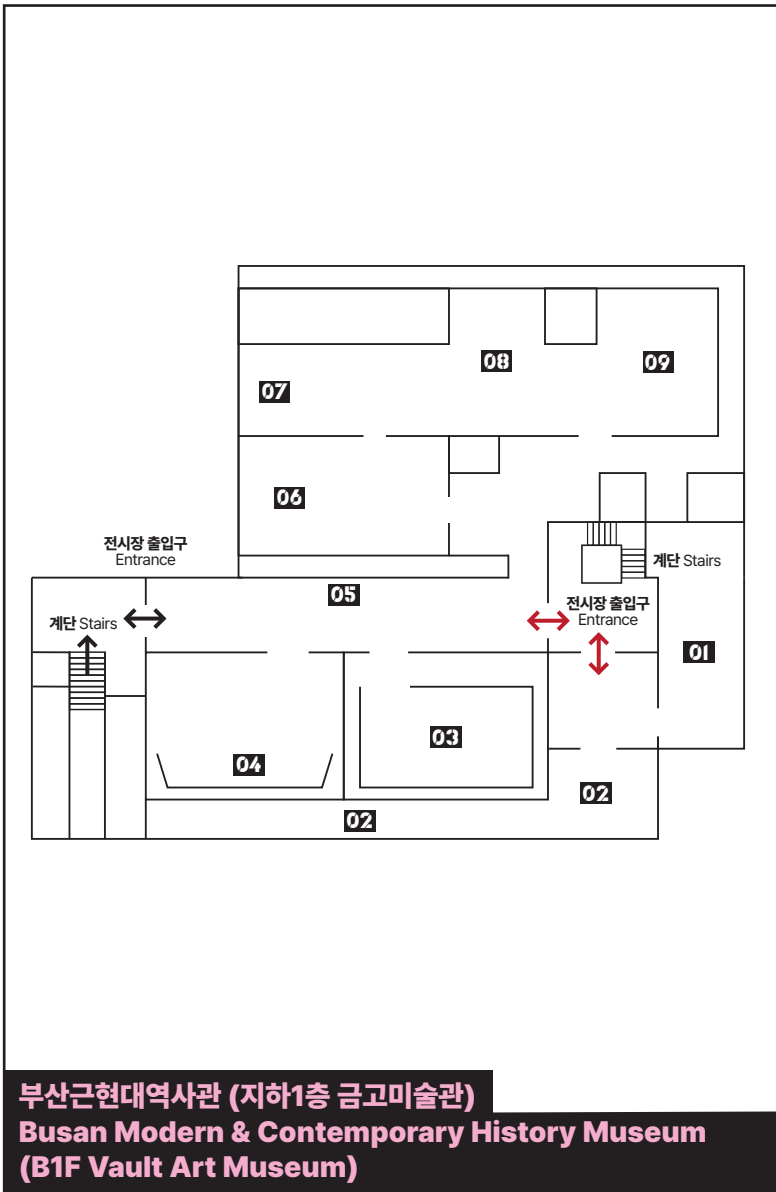 08
09
07
06
전시장 출입구
Entrance
계단 Stairs
05
전시장 출입구
Entrance
계단 Stairs
01
03
04
02
02
부산근현대역사관 (지하1층 금고미술관)
Busan Modern & Contemporary History Museum
(B1F Vault Art Museum)